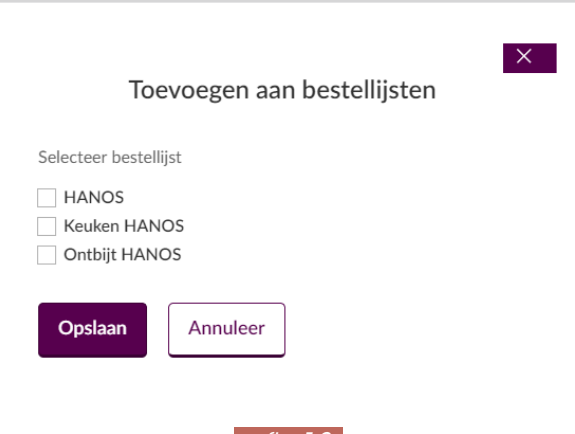 Toevoegen aan bestellijsten
Selecteer bestellijst
HANOS
Keuken HANOS
Ontbijt HANOS
Opslaan
Annuleer